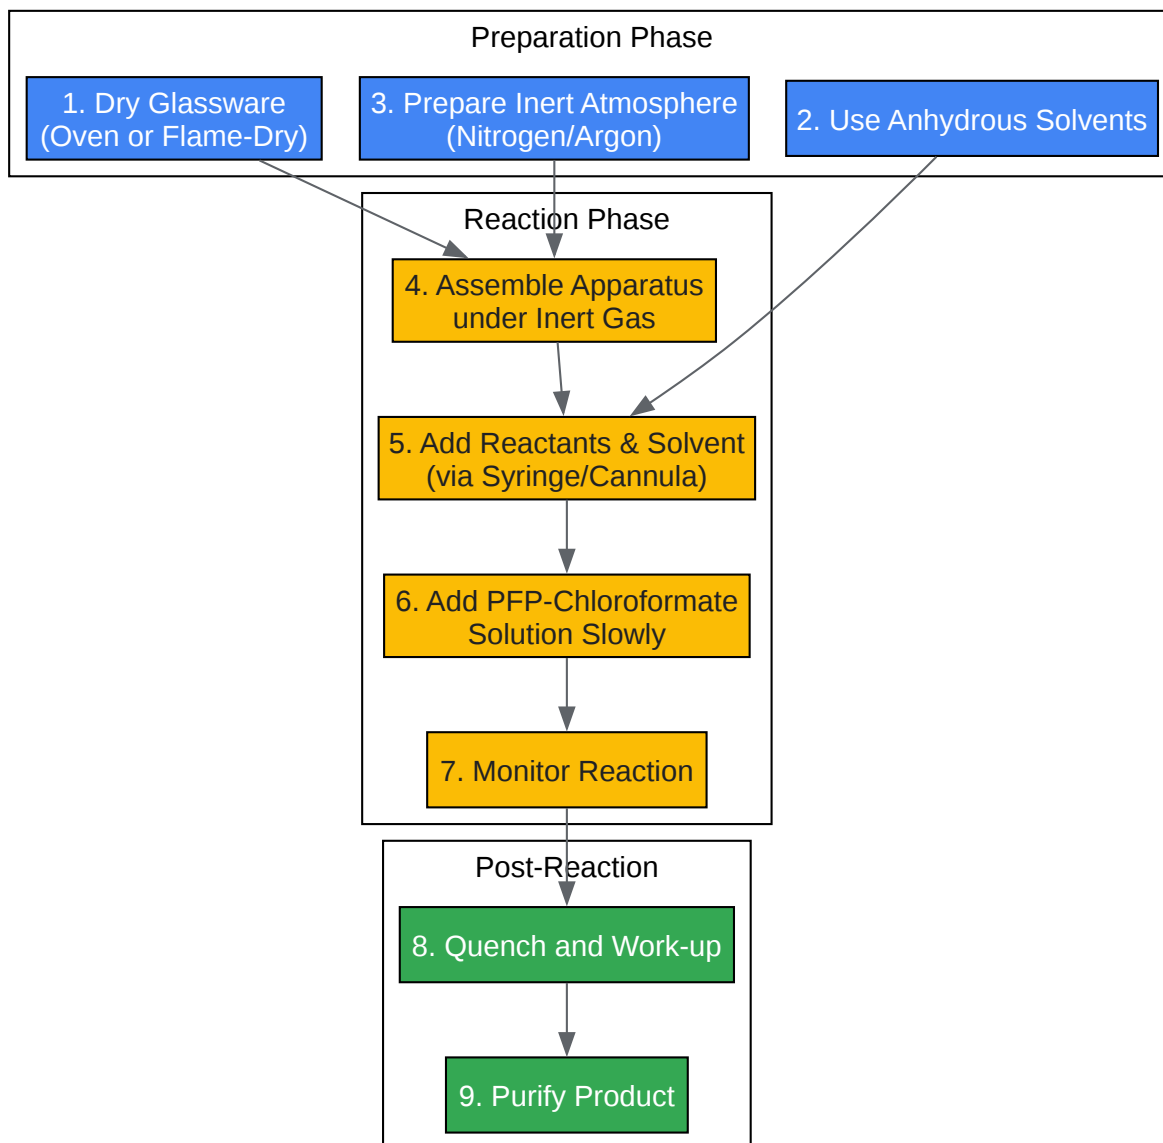 Preparation Phase
1. Dry Glassware
(Oven or Flame-Dry)
3. Prepare Inert Atmosphere
(Nitrogen/Argon)
2. Use Anhydrous Solvents
Reaction Phase
4. Assemble Apparatus
under Inert Gas
5. Add Reactants & Solvent
(via Syringe/Cannula)
6. Add PFP-Chloroformate
Solution Slowly
7. Monitor Reaction
Post-Reaction
8. Quench and Work-up
9. Purify Product